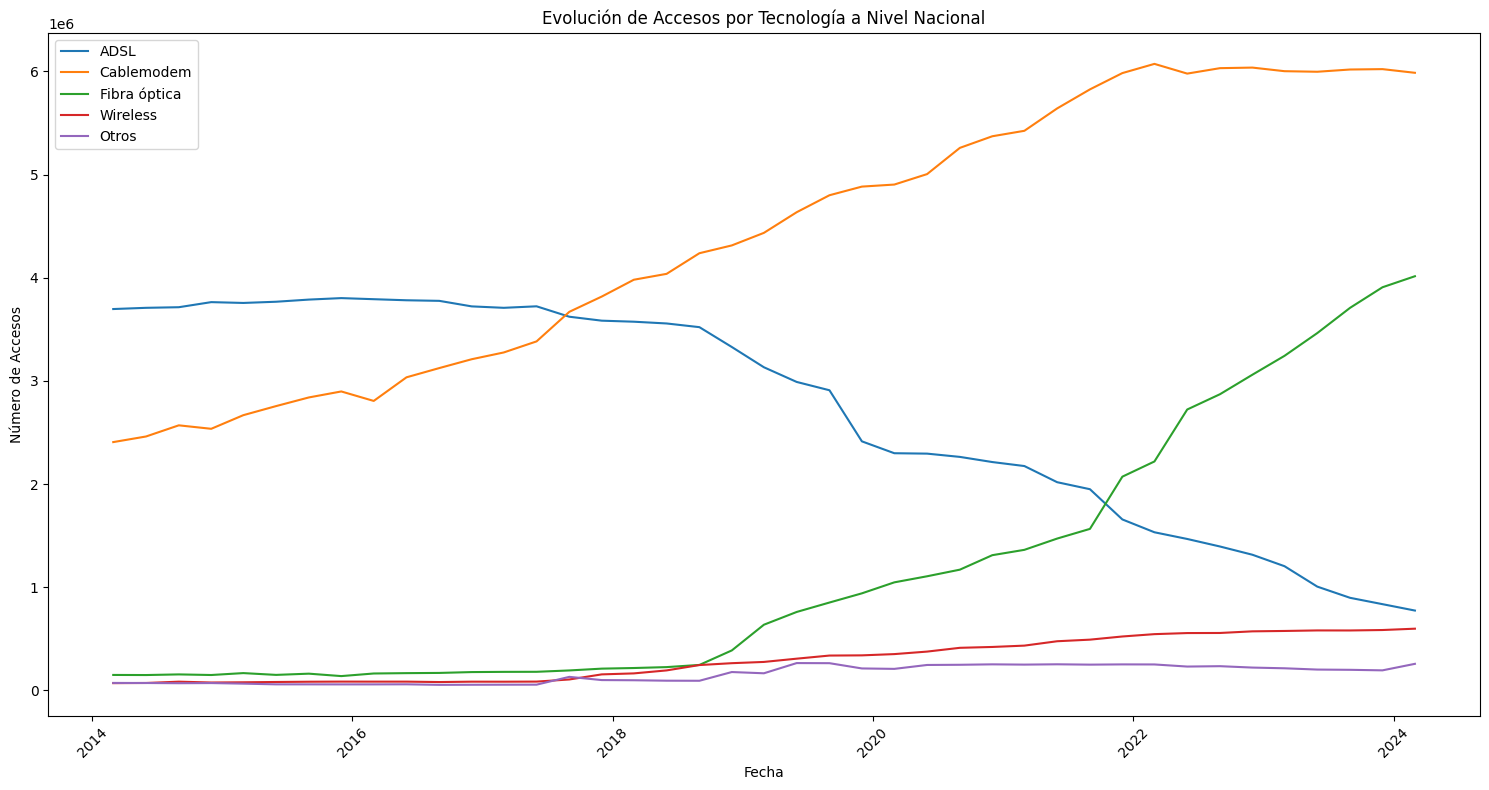 Evolución de Accesos por Tecnología a Nivel Nacional
1e6
ADSL
Cablemodem
Fibra óptica
Wireless
Otros
6
5
4
3
2
1
0
Número de Accesos
2014
2016
2018
2020
2022
2024
Fecha